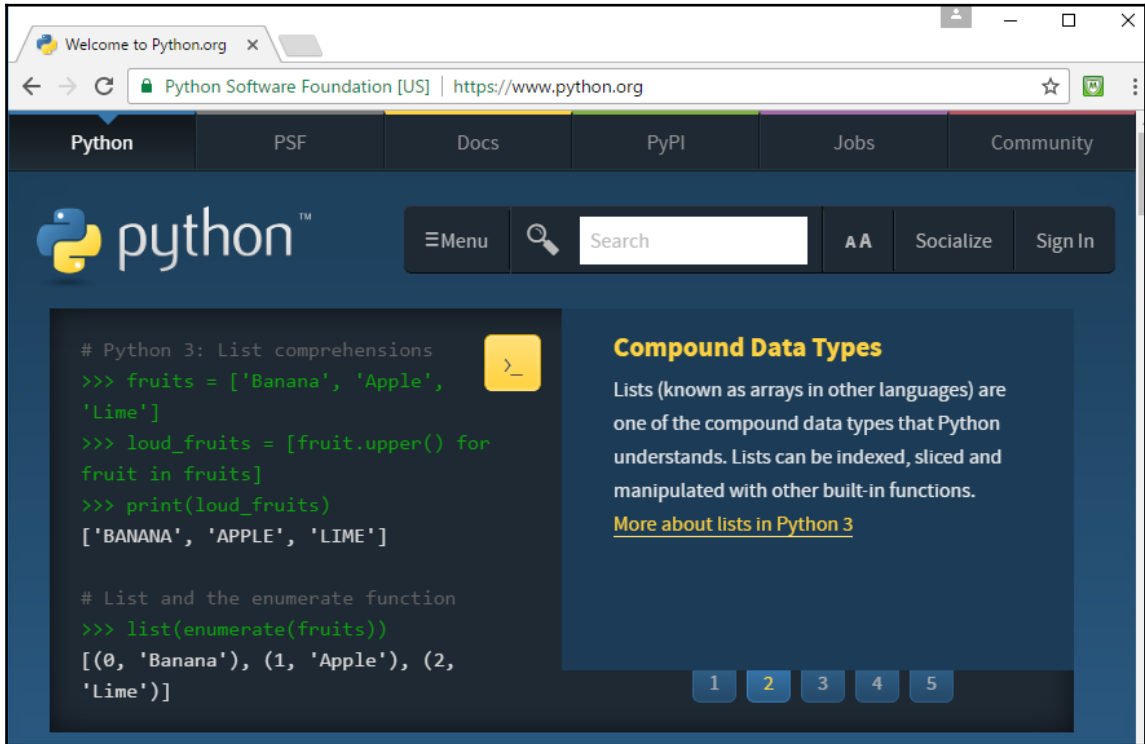 Welcome to Python.org
Python Software Foundation [US] | https://www.python.org
Python PSF Docs PyPI Jobs Community
python™
≡Menu Search AA Socialize Sign In
# Python 3: List comprehensions
>>> fruits = ['Banana', 'Apple',
'Lime']
>>> loud_fruits = [fruit.upper() for
fruit in fruits]
>>> print(loud_fruits)
['BANANA', 'APPLE', 'LIME']
# List and the enumerate function
>>> list(enumerate(fruits))
[(0, 'Banana'), (1, 'Apple'), (2,
'Lime')]
>_
Compound Data Types
Lists (known as arrays in other languages) are
one of the compound data types that Python
understands. Lists can be indexed, sliced and
manipulated with other built-in functions.
More about lists in Python 3
1 2 3 4 5